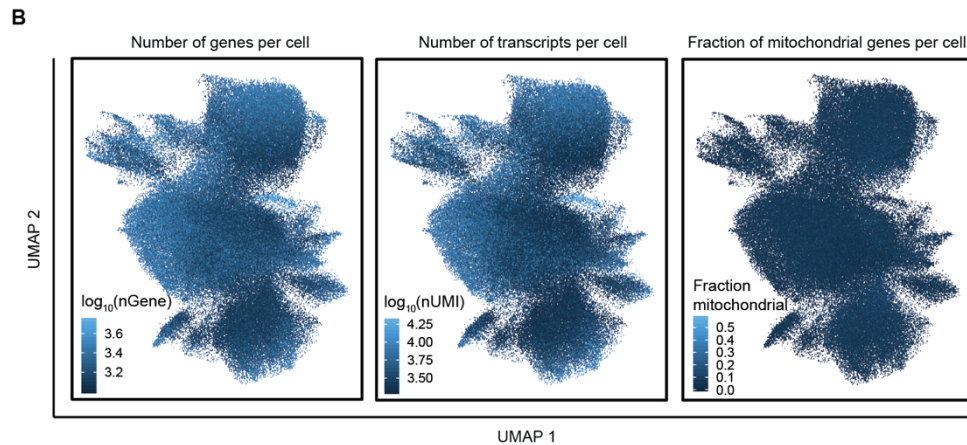 B
Number of genes per cell
Number of transcripts per cell
Fraction of mitochondrial genes per cell
UMAP 2
log₁₀(nGene)
3.6
3.4
3.2
log₁₀(nUMI)
4.25
4.00
3.75
3.50
Fraction
mitochondrial
0.5
0.4
0.3
0.2
0.1
0.0
UMAP 1